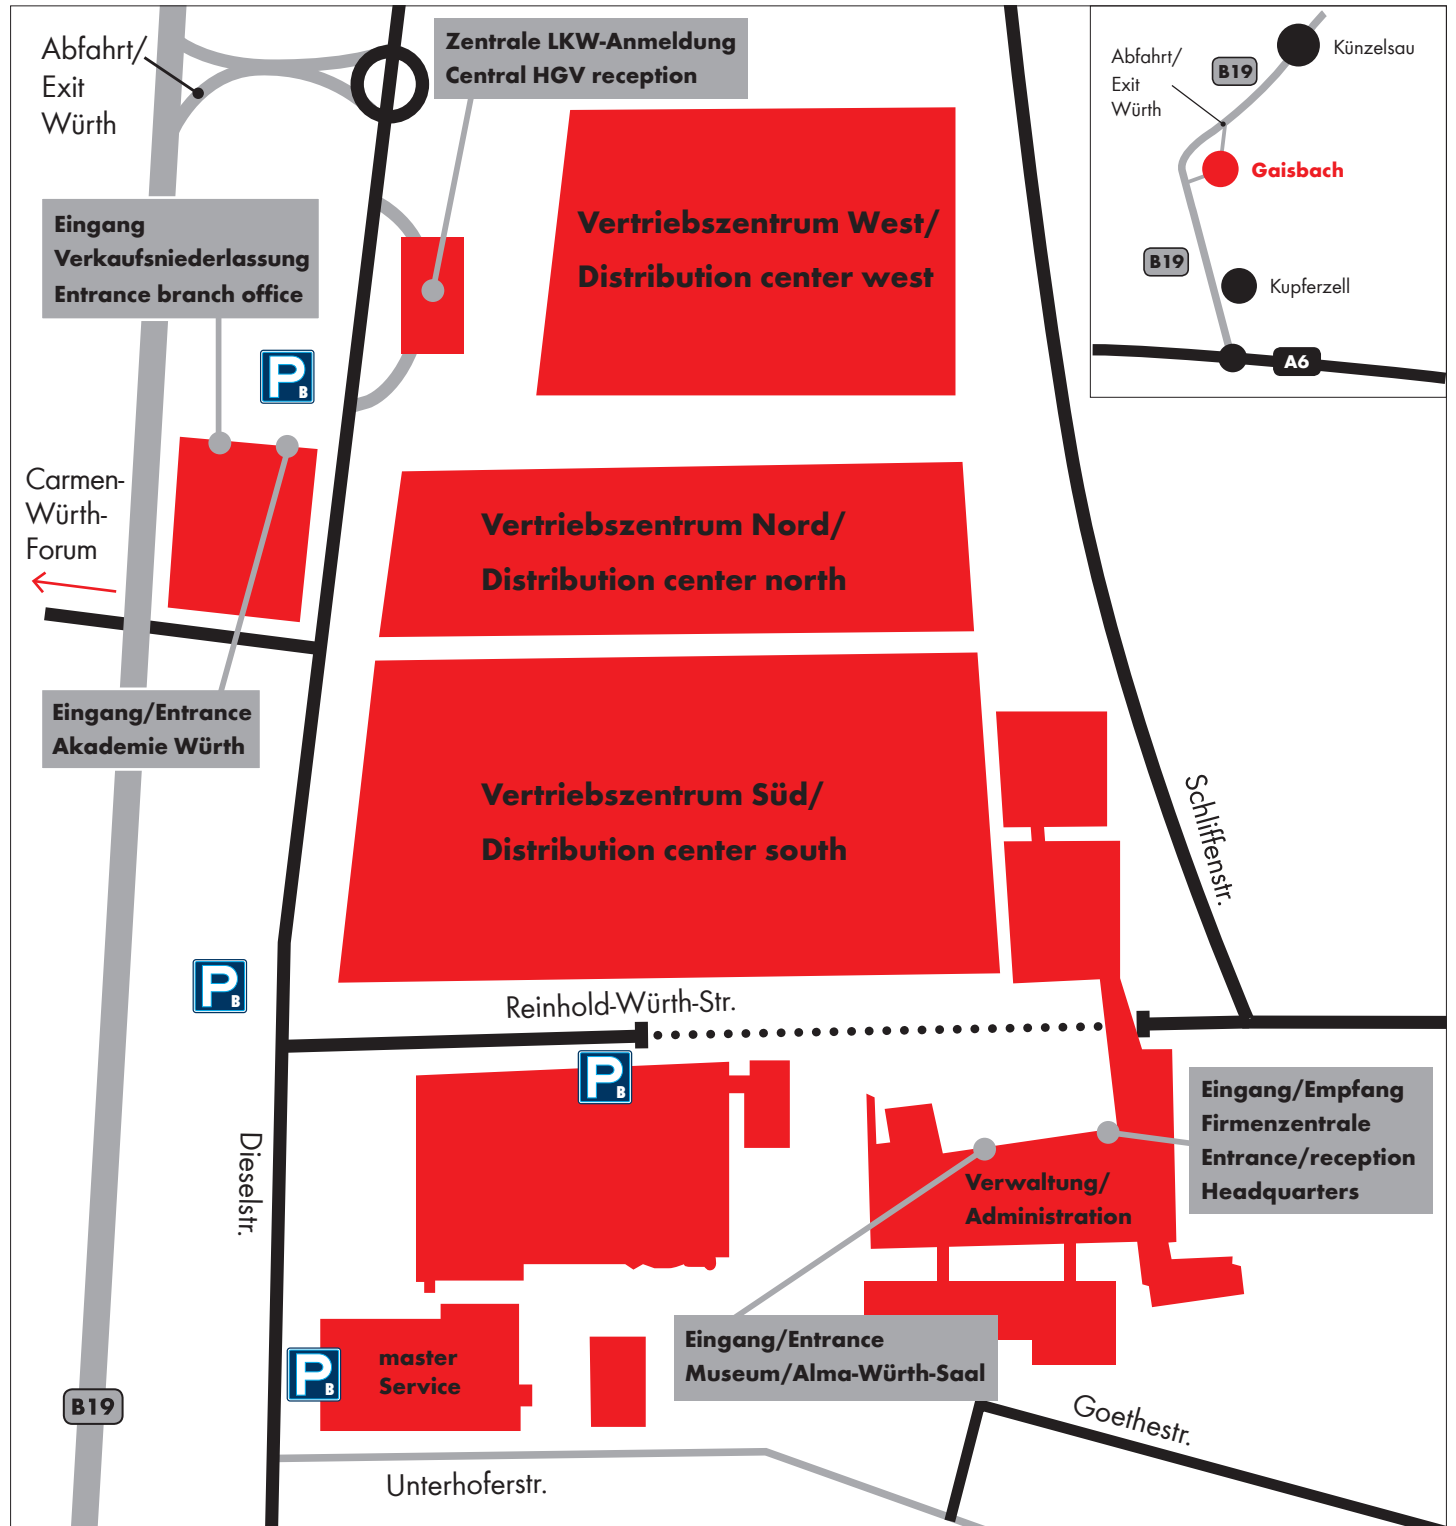 Abfahrt/
Exit
Würth
Zentrale LKW-Anmeldung
Central HGV reception
Abfahrt/
Exit
Würth
B19
Künzelsau
Gaisbach
B19
Kupferzell
A6
Eingang
Verkaufsniederlassung
Entrance branch office
Vertriebszentrum West/
Distribution center west
P
B
Carmen-
Würth-
Forum
Vertriebszentrum Nord/
Distribution center north
Eingang/Entrance
Akademie Würth
Vertriebszentrum Süd/
Distribution center south
Schliffenstr.
P
B
Reinhold-Würth-Str.
P
B
Dieselstr.
Eingang/Empfang
Firmenzentrale
Entrance/reception
Headquarters
Verwaltung/
Administration
Eingang/Entrance
Museum/Alma-Würth-Saal
master
Service
P
B
B19
Goethestr.
Unterhoferstr.